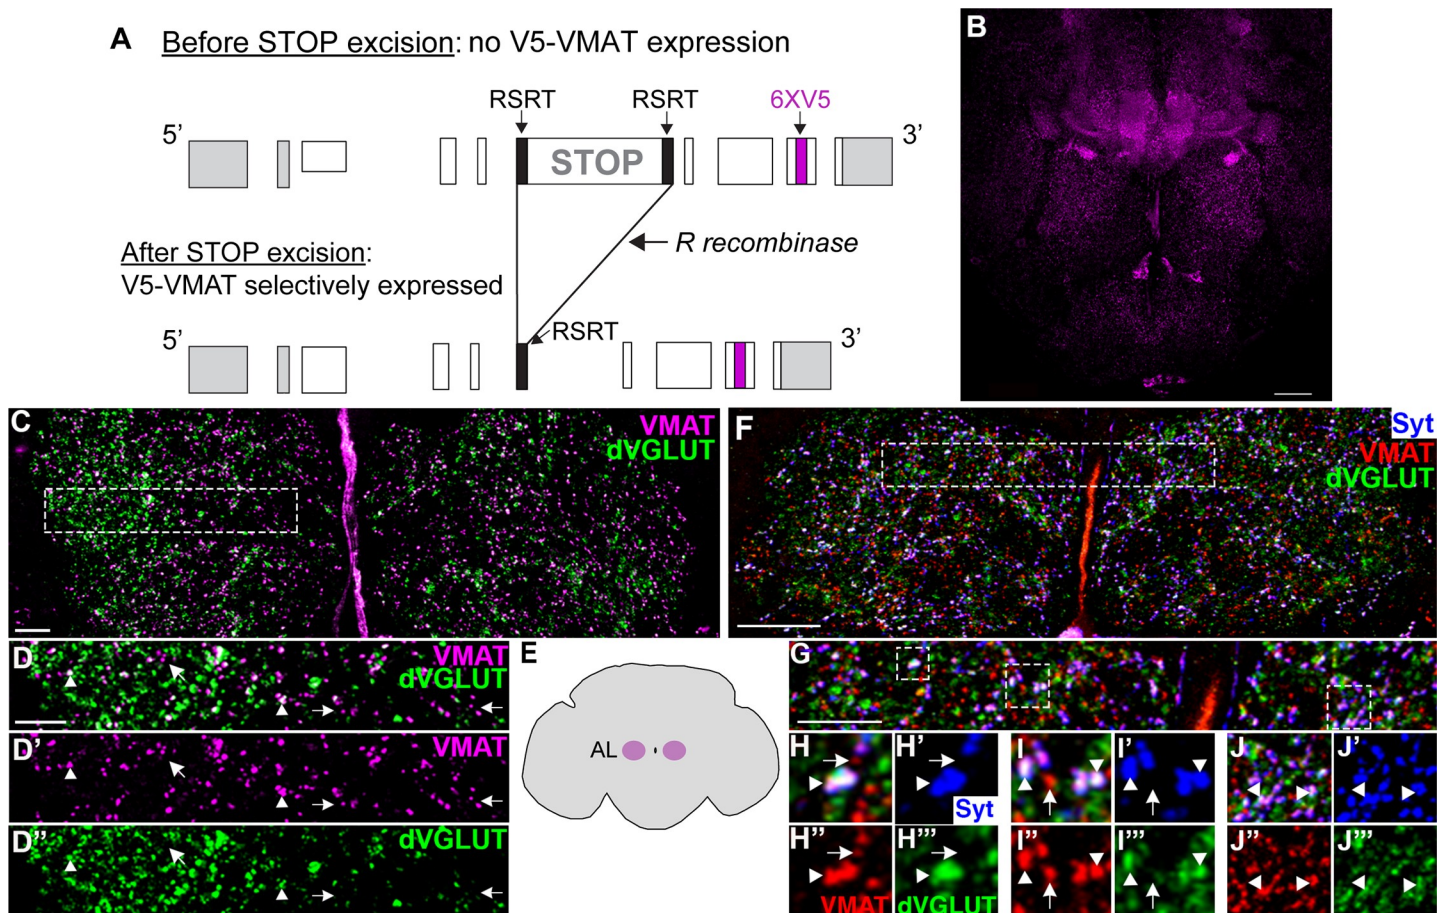 A Before STOP excision: no V5-VMAT expression
RSRT RSRT 6XV5
5’ 3’
STOP
R recombinase
After STOP excision:
V5-VMAT selectively expressed
RSRT
5’ 3’
B
C VMAT
dVGLUT
F Syt
VMAT
dVGLUT
D VMAT
dVGLUT
D’ VMAT
D’’ dVGLUT
E
AL
G
H H’ Syt
I I’
J J’
H’’ VMAT
H’’’ dVGLUT
I’’ I’’’
J’’ J’’’